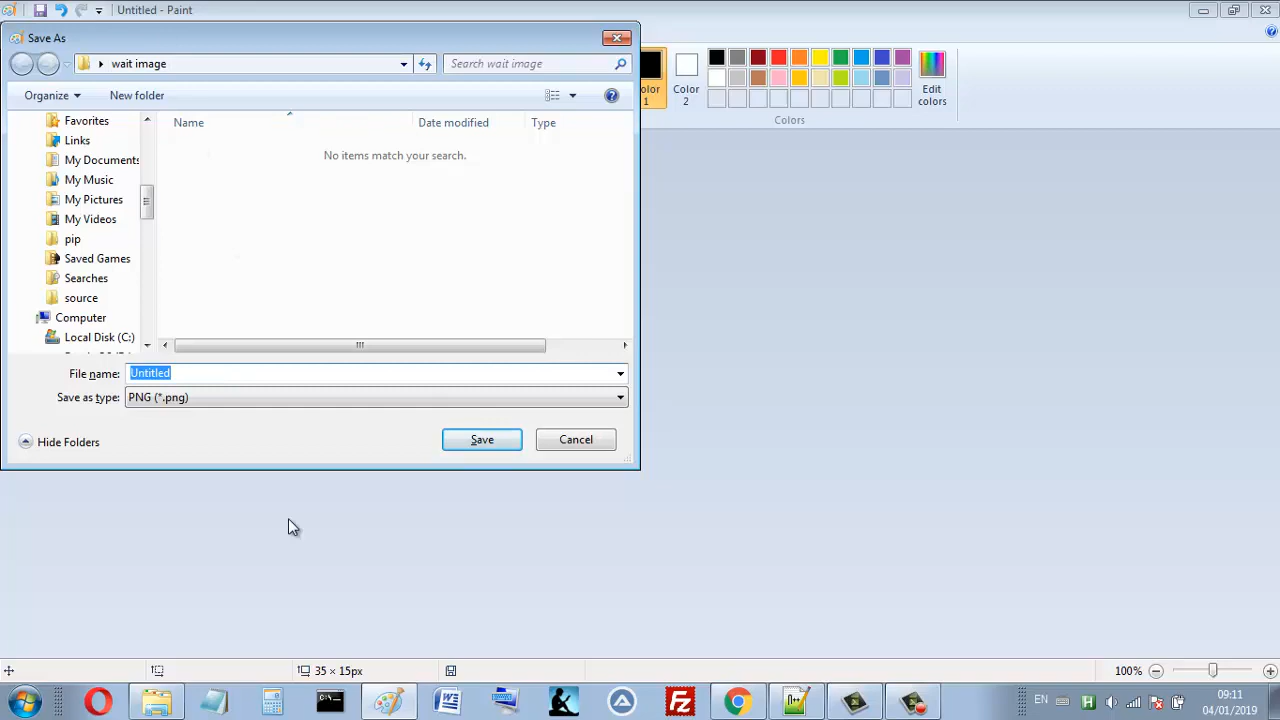 Untitled - Paint
Save As
wait image
Search wait image
Organize
New folder
Favorites
Links
My Documents
My Music
My Pictures
My Videos
pip
Saved Games
Searches
source
Computer
Local Disk (C:)
Name
Date modified
Type
No items match your search.
File name:
Untitled
Save as type:
PNG (*.png)
Hide Folders
Save
Cancel
olor
1
Color
2
Edit
colors
Colors
35 × 15px
100%
EN
09:11
04/01/2019